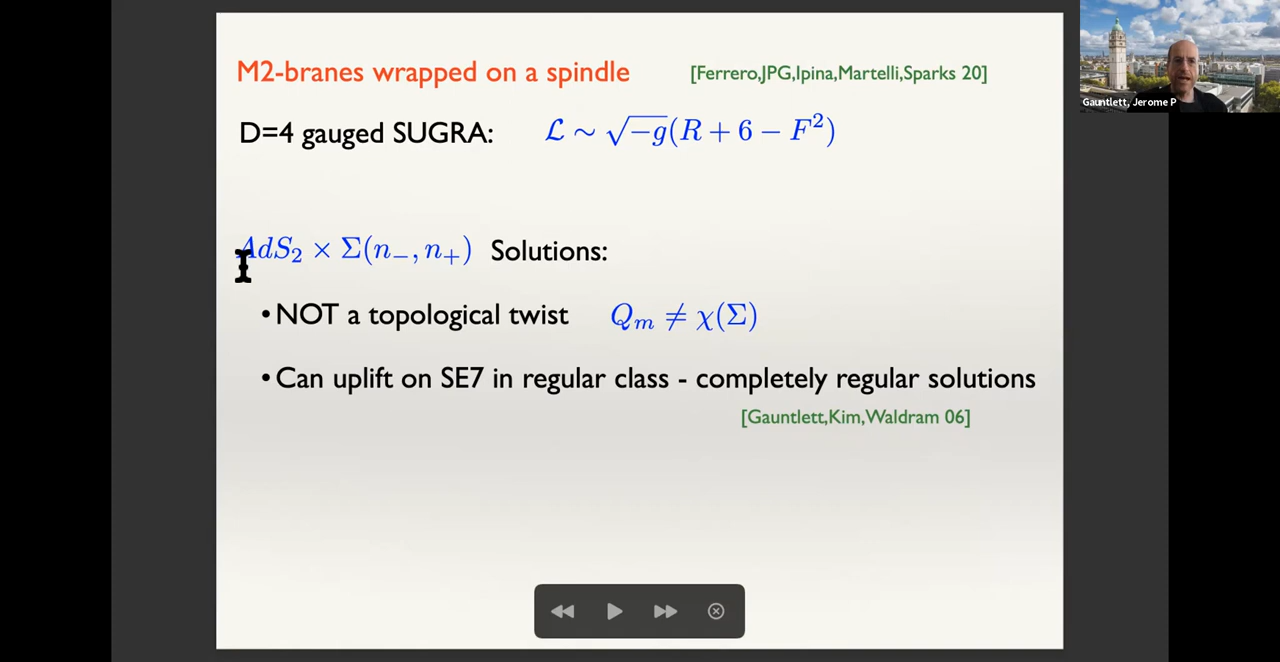 M2-branes wrapped on a spindle [Ferrero,JPG,Ipina,Martelli,Sparks 20]
Gauntlett, Jerome P
D=4 gauged SUGRA: ℒ ∼ √−g(R + 6 − F²)
AdS₂ × Σ(n₋, n₊) Solutions:
•NOT a topological twist Qₘ ≠ χ(Σ)
•Can uplift on SE7 in regular class - completely regular solutions
[Gauntlett,Kim,Waldram 06]